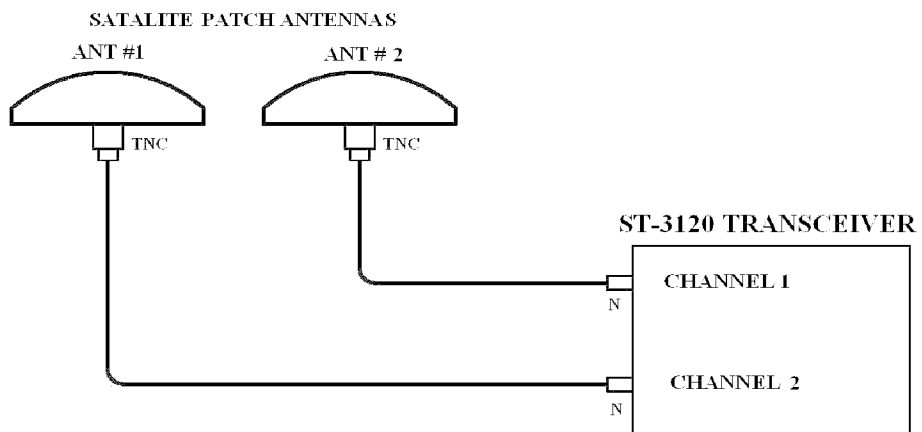 SATALITE PATCH ANTENNAS
ANT #1
ANT # 2
TNC
TNC
ST-3120 TRANSCEIVER
CHANNEL 1
N
CHANNEL 2
N